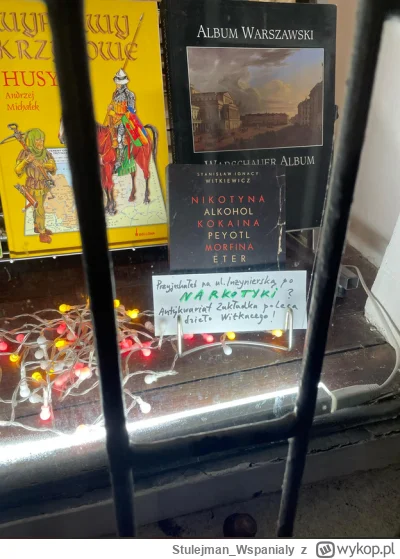 HUSY
Andrzej
Michałek
ALBUM WARSZAWSKI
WARSCHAUER ALBUM
STANISŁAW IGNACY
WITKIEWICZ
NIKOTYNA
ALKOHOL
KOKAINA
PEYOTL
MORFINA
ETER
Przyjechałeś na ul. Inżynierską po
NARKOTYKI?
Antykwariat Zakładka poleca
dzieło Witkacego!
Stulejman_Wspanialy z wykop.pl